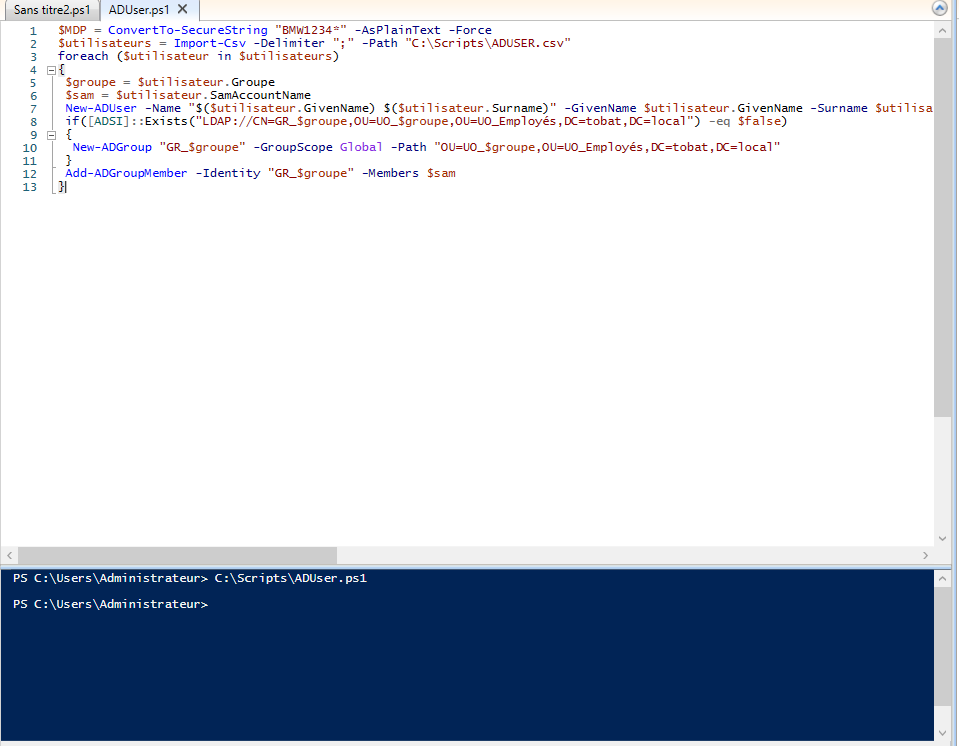 Sans titre2.ps1 ADUser.ps1 X
1 $MDP = ConvertTo-SecureString "BMW1234*" -AsPlainText -Force
2 $utilisateurs = Import-Csv -Delimiter ";" -Path "C:\Scripts\ADUSER.csv"
3 foreach ($utilisateur in $utilisateurs)
4 {
5 $groupe = $utilisateur.Groupe
6 $sam = $utilisateur.SamAccountName
7 New-ADUser -Name "$($utilisateur.GivenName) $($utilisateur.Surname)" -GivenName $utilisateur.GivenName -Surname $utilisa
8 if([ADSI]::Exists("LDAP://CN=GR_$groupe,OU=UO_$groupe,OU=UO_Employés,DC=tobat,DC=local") -eq $false)
9 {
10 New-ADGroup "GR_$groupe" -GroupScope Global -Path "OU=UO_$groupe,OU=UO_Employés,DC=tobat,DC=local"
11 }
12 Add-ADGroupMember -Identity "GR_$groupe" -Members $sam
13 }
PS C:\Users\Administrateur> C:\Scripts\ADUser.ps1
PS C:\Users\Administrateur>